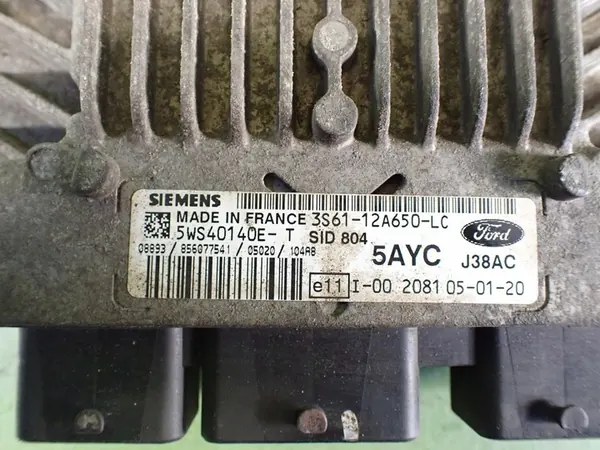 SIEMENS
MADE IN FRANCE 3S61-12A650-LC
5WS40140E- T SID 804
08893 / 856077541 / 05020 / 104AB
5AYC J38AC
Ford
e11 I-00 2081 05-01-20